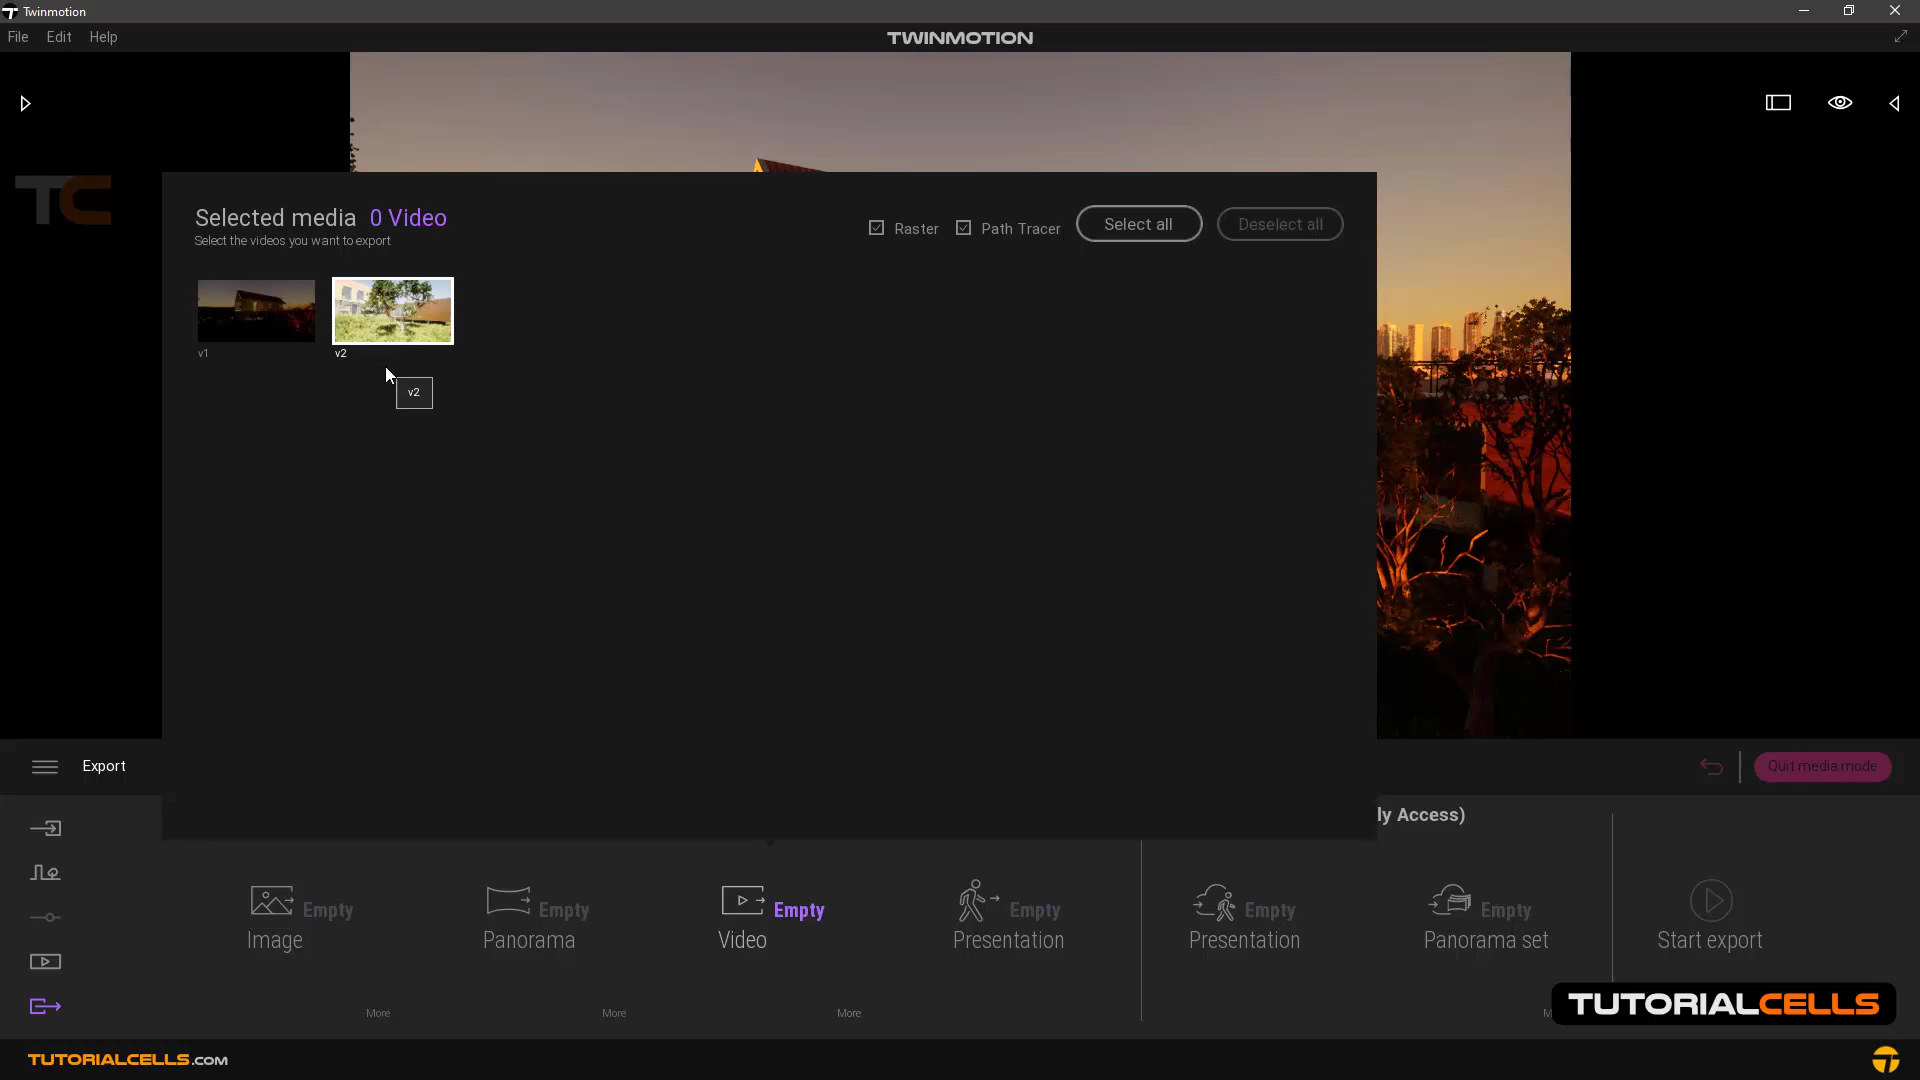 Twinmotion
File Edit Help
TWINMOTION
TC
Selected media 0 Video
Select the videos you want to export
Raster Path Tracer Select all Deselect all
v1 v2
v2
Export
Quit media mode
ly Access)
Empty Empty Empty Empty Empty Empty
Image Panorama Video Presentation Presentation Panorama set Start export
More More More M
TUTORIALCELLS
TUTORIALCELLS.COM